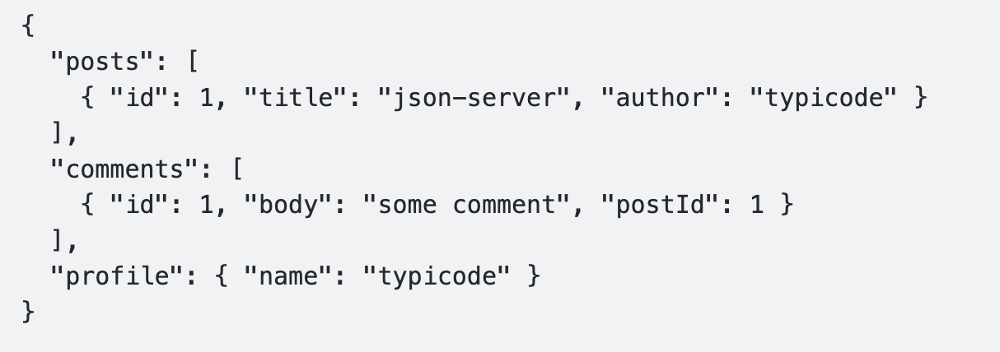 {
  "posts": [
    { "id": 1, "title": "json-server", "author": "typicode" }
  ],
  "comments": [
    { "id": 1, "body": "some comment", "postId": 1 }
  ],
  "profile": { "name": "typicode" }
}